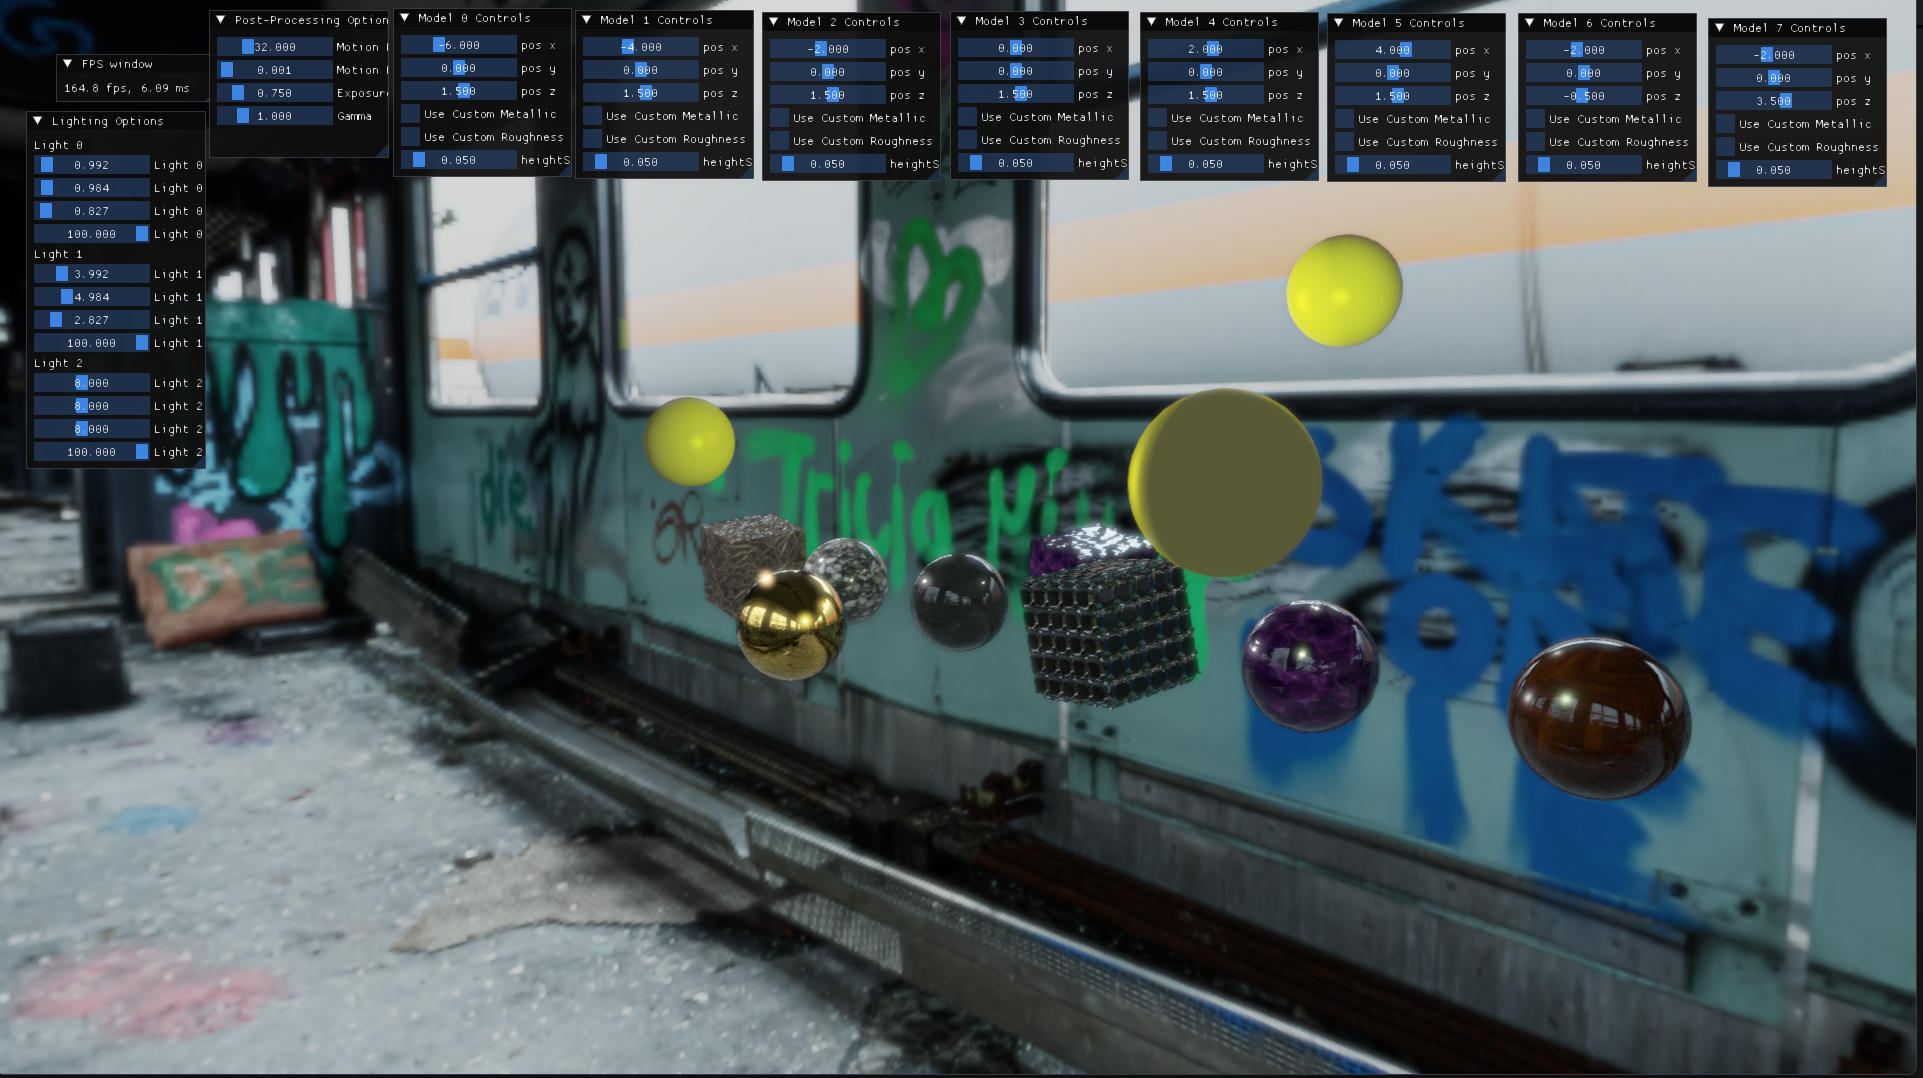 FPS window
164.8 fps, 6.09 ms
Lighting Options
Light 0
0.992 Light 0
0.984 Light 0
0.827 Light 0
100.000 Light 0
Light 1
3.992 Light 1
4.984 Light 1
2.827 Light 1
100.000 Light 1
Light 2
8.000 Light 2
8.000 Light 2
8.000 Light 2
100.000 Light 2
Post-Processing Option
32.000 Motion
0.001 Motion
0.750 Exposure
1.000 Gamma
Model 0 Controls
-6.000 pos x
0.000 pos y
1.500 pos z
Use Custom Metallic
Use Custom Roughness
0.050 heightS
Model 1 Controls
-4.000 pos x
0.000 pos y
1.500 pos z
Use Custom Metallic
Use Custom Roughness
0.050 heightS
Model 2 Controls
-2.000 pos x
0.000 pos y
1.500 pos z
Use Custom Metallic
Use Custom Roughness
0.050 heightS
Model 3 Controls
0.000 pos x
0.000 pos y
1.500 pos z
Use Custom Metallic
Use Custom Roughness
0.050 heightS
Model 4 Controls
2.000 pos x
0.000 pos y
1.500 pos z
Use Custom Metallic
Use Custom Roughness
0.050 heightS
Model 5 Controls
4.000 pos x
0.000 pos y
1.500 pos z
Use Custom Metallic
Use Custom Roughness
0.050 heightS
Model 6 Controls
-2.000 pos x
0.000 pos y
-0.500 pos z
Use Custom Metallic
Use Custom Roughness
0.050 heightS
Model 7 Controls
-2.000 pos x
0.000 pos y
3.500 pos z
Use Custom Metallic
Use Custom Roughness
0.050 heightS
die
Tricia
DIE